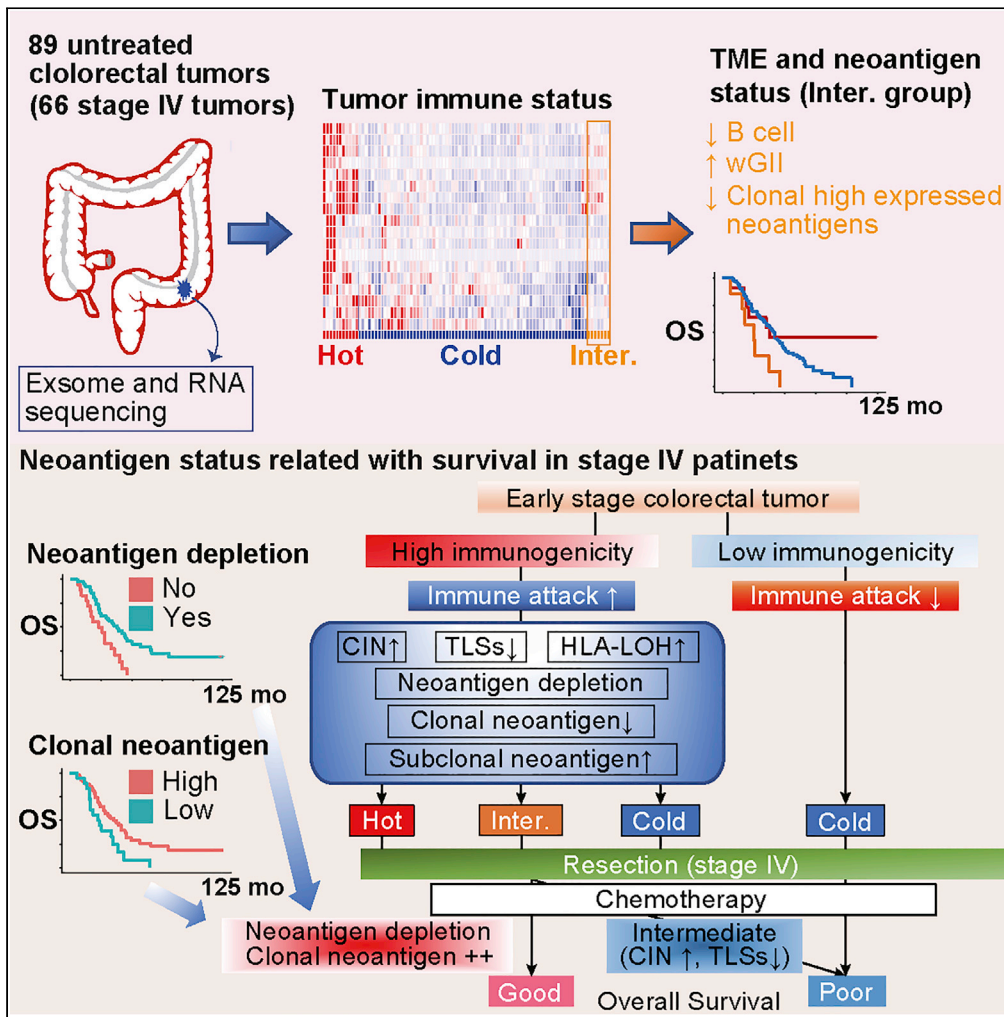 89 untreated
clolorectal tumors
(66 stage IV tumors)
Exsome and RNA
sequencing
Tumor immune status
Hot
Cold
Inter.
TME and neoantigen
status (Inter. group)
↓ B cell
↑ wGII
↓ Clonal high expressed
neoantigens
OS
125 mo
Neoantigen status related with survival in stage IV patinets
Neoantigen depletion
No
Yes
OS
125 mo
Clonal neoantigen
High
Low
OS
125 mo
Early stage colorectal tumor
High immunogenicity
Low immunogenicity
Immune attack ↑
Immune attack ↓
CIN↑
TLSs↓
HLA-LOH↑
Neoantigen depletion
Clonal neoantigen↓
Subclonal neoantigen↑
Hot
Inter.
Cold
Cold
Resection (stage IV)
Chemotherapy
Neoantigen depletion
Clonal neoantigen ++
Intermediate
(CIN ↑, TLSs↓)
Good
Overall Survival
Poor